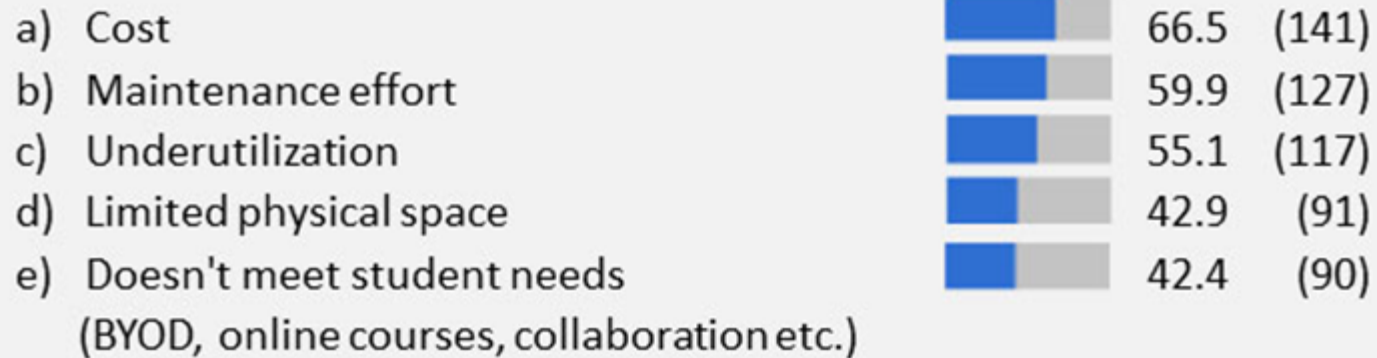 a) Cost 66.5 (141)
b) Maintenance effort 59.9 (127)
c) Underutilization 55.1 (117)
d) Limited physical space 42.9 (91)
e) Doesn't meet student needs 42.4 (90)
(BYOD, online courses, collaboration etc.)